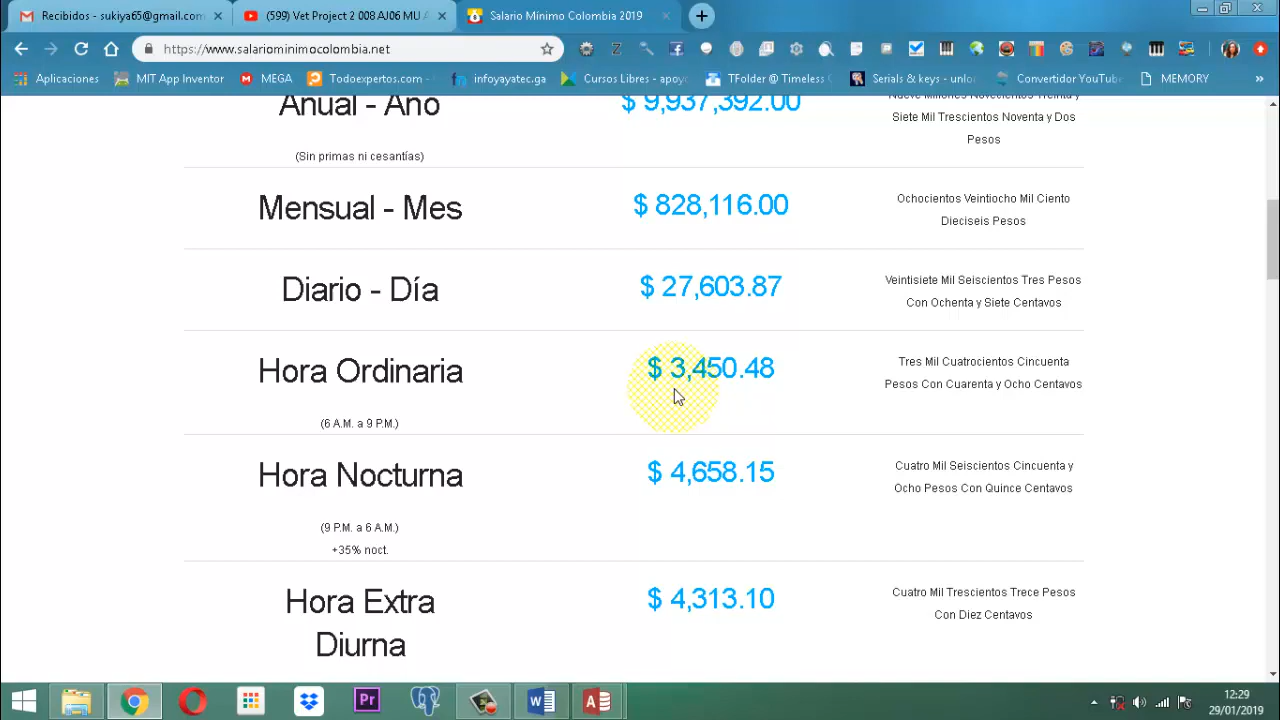 Recibidos - sukiya65@gmail.com
(599) Vet Project 2 008 AJ06 MU A
Salario Mínimo Colombia 2019
https://www.salariominimocolombia.net
Aplicaciones
MIT App Inventor
MEGA
Todoexpertos.com -
infoyayatec.ga
Cursos Libres - apoyo
TFolder @ Timeless
Serials & keys - unlo
Convertidor YouTube
MEMORY
»
Anual - Año
$ 9,937,392.00
Nueve Millones Novecientos Treinta y
Siete Mil Trescientos Noventa y Dos
Pesos
(Sin primas ni cesantías)
Mensual - Mes
$ 828,116.00
Ochocientos Veintiocho Mil Ciento
Dieciseis Pesos
Diario - Día
$ 27,603.87
Veintisiete Mil Seiscientos Tres Pesos
Con Ochenta y Siete Centavos
Hora Ordinaria
$ 3,450.48
Tres Mil Cuatrocientos Cincuenta
Pesos Con Cuarenta y Ocho Centavos
(6 A.M. a 9 P.M.)
Hora Nocturna
$ 4,658.15
Cuatro Mil Seiscientos Cincuenta y
Ocho Pesos Con Quince Centavos
(9 P.M. a 6 A.M.)
+35% noct.
Hora Extra
Diurna
$ 4,313.10
Cuatro Mil Trescientos Trece Pesos
Con Diez Centavos
Pr
12:29
29/01/2019